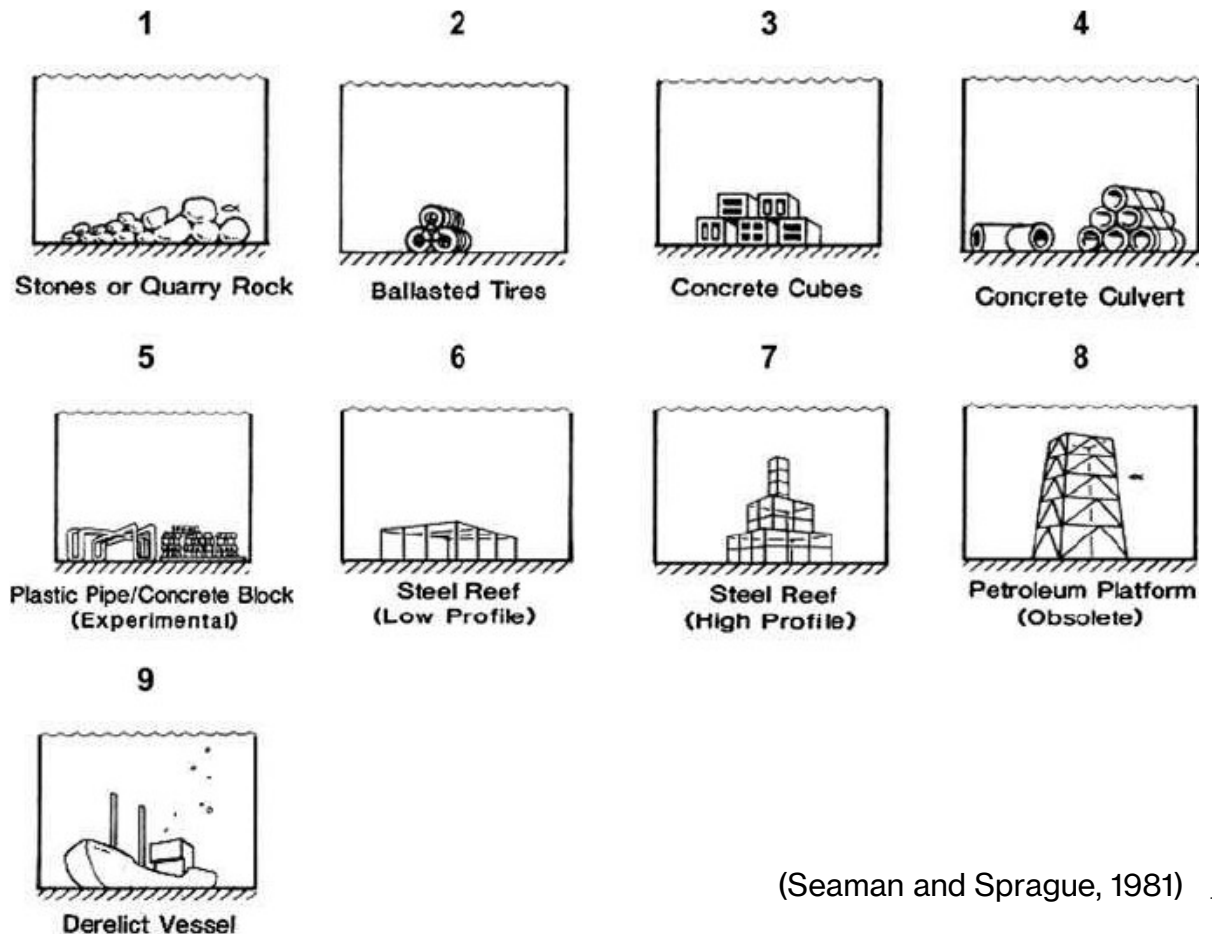 1
2
3
4
Stones or Quarry Rock
Ballasted Tires
Concrete Cubes
Concrete Culvert
5
6
7
8
Plastic Pipe/Concrete Block
(Experimental)
Steel Reef
(Low Profile)
Steel Reef
(High Profile)
Petroleum Platform
(Obsolete)
9
Derelict Vessel
(Seaman and Sprague, 1981)